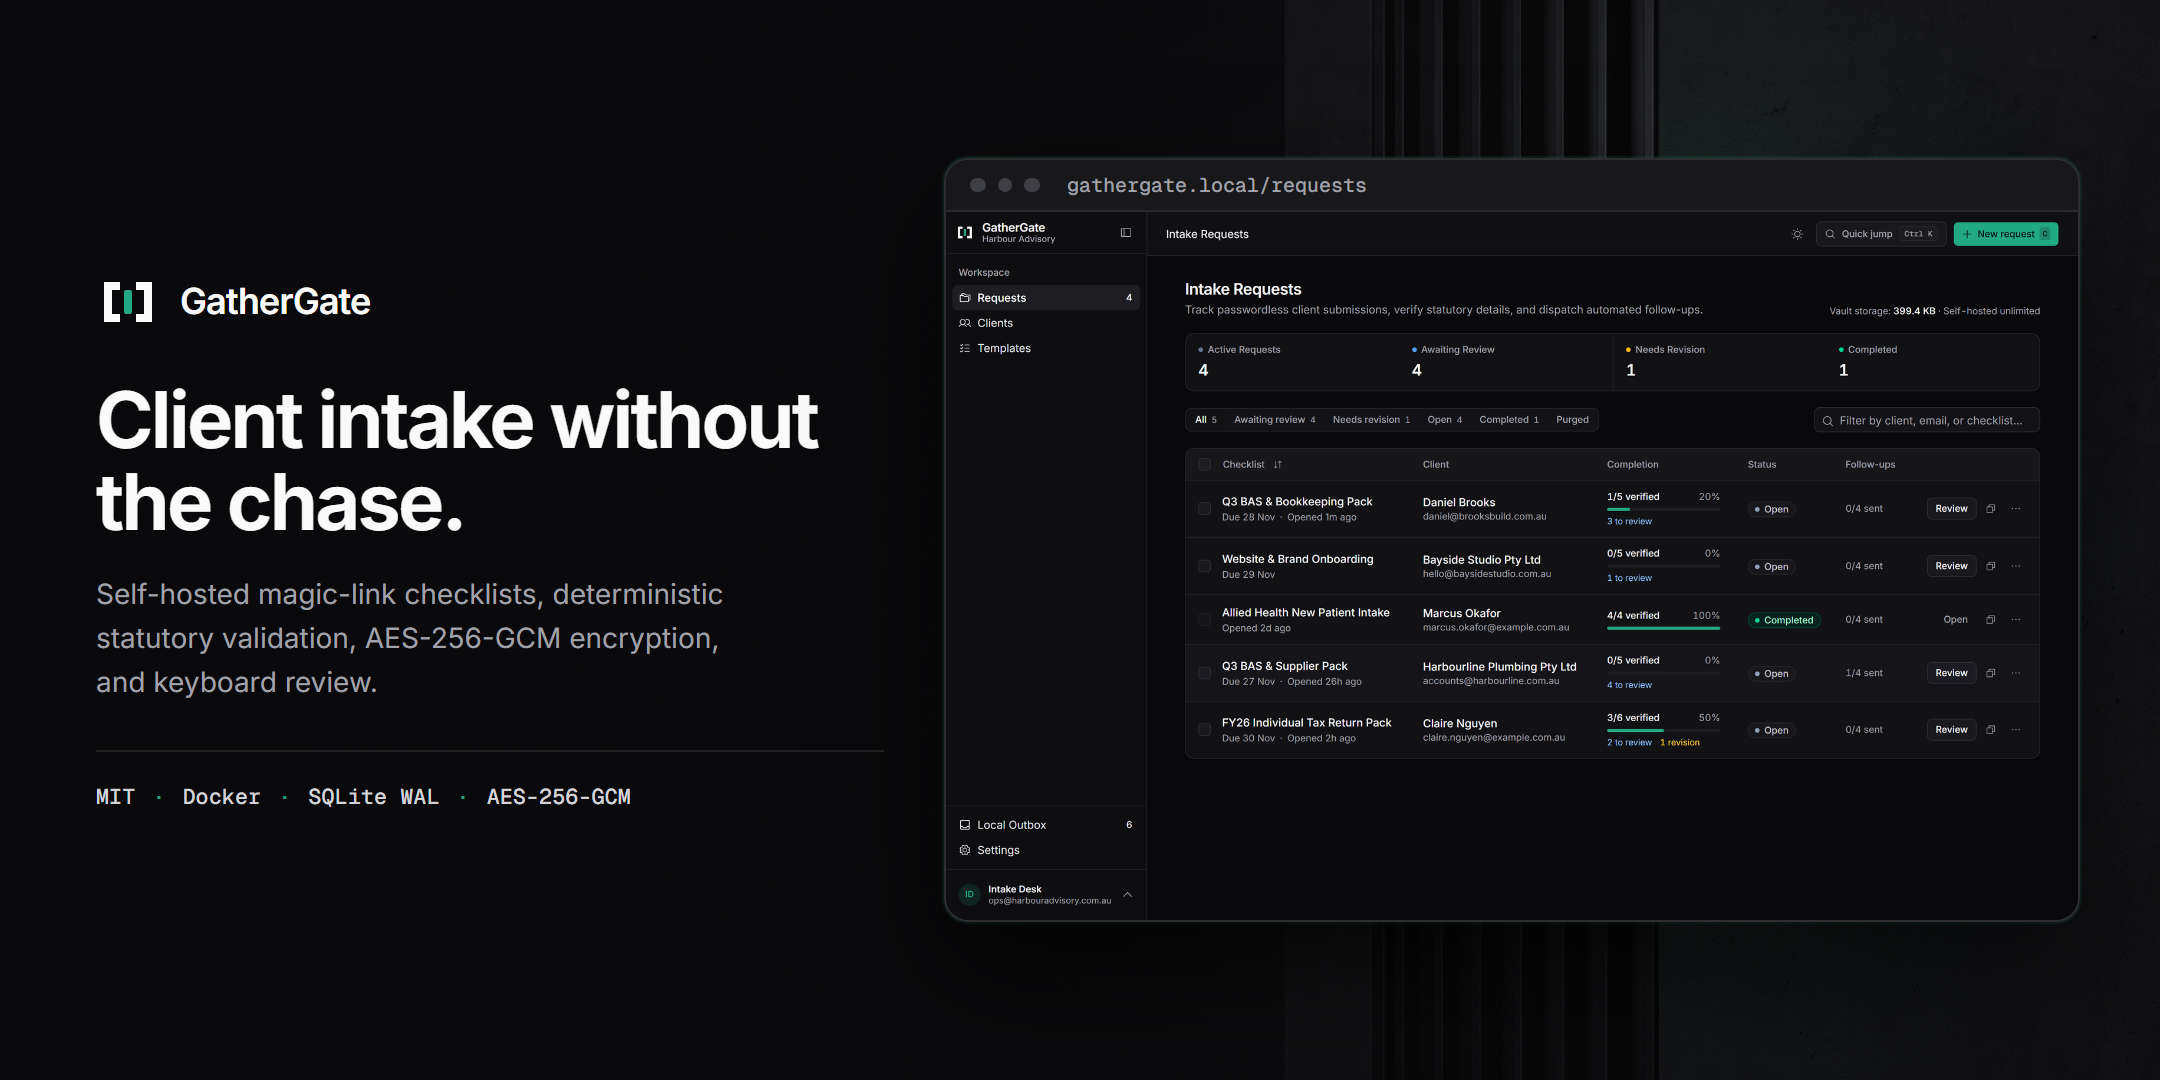 GatherGate
Client intake without
the chase.
Self-hosted magic-link checklists, deterministic
statutory validation, AES-256-GCM encryption,
and keyboard review.
MIT · Docker · SQLite WAL · AES-256-GCM
gathergate.local/requests
GatherGate
Harbour Advisory
Workspace
Requests 4
Clients
Templates
Local Outbox 6
Settings
ID
Intake Desk
ops@harbouradvisory.com.au
Intake Requests
Quick jump Ctrl K
+ New request C
Intake Requests
Track passwordless client submissions, verify statutory details, and dispatch automated follow-ups.
Vault storage: 399.4 KB · Self-hosted unlimited
Active Requests
4
Awaiting Review
4
Needs Revision
1
Completed
1
All 5 Awaiting review 4 Needs revision 1 Open 4 Completed 1 Purged
Filter by client, email, or checklist...
Checklist Client Completion Status Follow-ups
Q3 BAS & Bookkeeping Pack
Due 28 Nov · Opened 1m ago
Daniel Brooks
daniel@brooksbuild.com.au
1/5 verified 20%
3 to review
Open
0/4 sent
Review
Website & Brand Onboarding
Due 29 Nov
Bayside Studio Pty Ltd
hello@baysidestudio.com.au
0/5 verified 0%
1 to review
Open
0/4 sent
Review
Allied Health New Patient Intake
Opened 2d ago
Marcus Okafor
marcus.okafor@example.com.au
4/4 verified 100%
Completed
0/4 sent
Open
Q3 BAS & Supplier Pack
Due 27 Nov · Opened 26h ago
Harbourline Plumbing Pty Ltd
accounts@harbourline.com.au
0/5 verified 0%
4 to review
Open
1/4 sent
Review
FY26 Individual Tax Return Pack
Due 30 Nov · Opened 2h ago
Claire Nguyen
claire.nguyen@example.com.au
3/6 verified 50%
2 to review 1 revision
Open
0/4 sent
Review